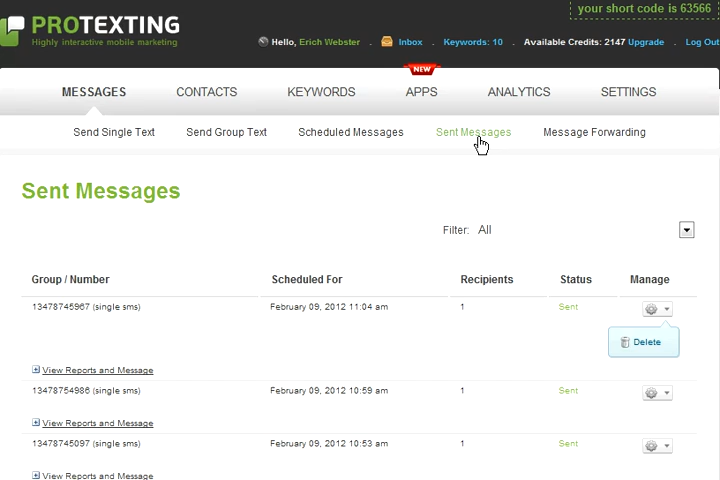 your short code is 63566
PROTEXTING
Highly interactive mobile marketing
Hello, Erich Webster . Inbox . Keywords: 10 . Available Credits: 2147 Upgrade . Log Out
NEW
MESSAGES CONTACTS KEYWORDS APPS ANALYTICS SETTINGS
Send Single Text Send Group Text Scheduled Messages Sent Messages Message Forwarding
Sent Messages
Filter: All
Group / Number Scheduled For Recipients Status Manage
13478745967 (single sms) February 09, 2012 11:04 am 1 Sent
Delete
View Reports and Message
13478754986 (single sms) February 09, 2012 10:59 am 1 Sent
View Reports and Message
13478745097 (single sms) February 09, 2012 10:53 am 1 Sent
View Reports and Message